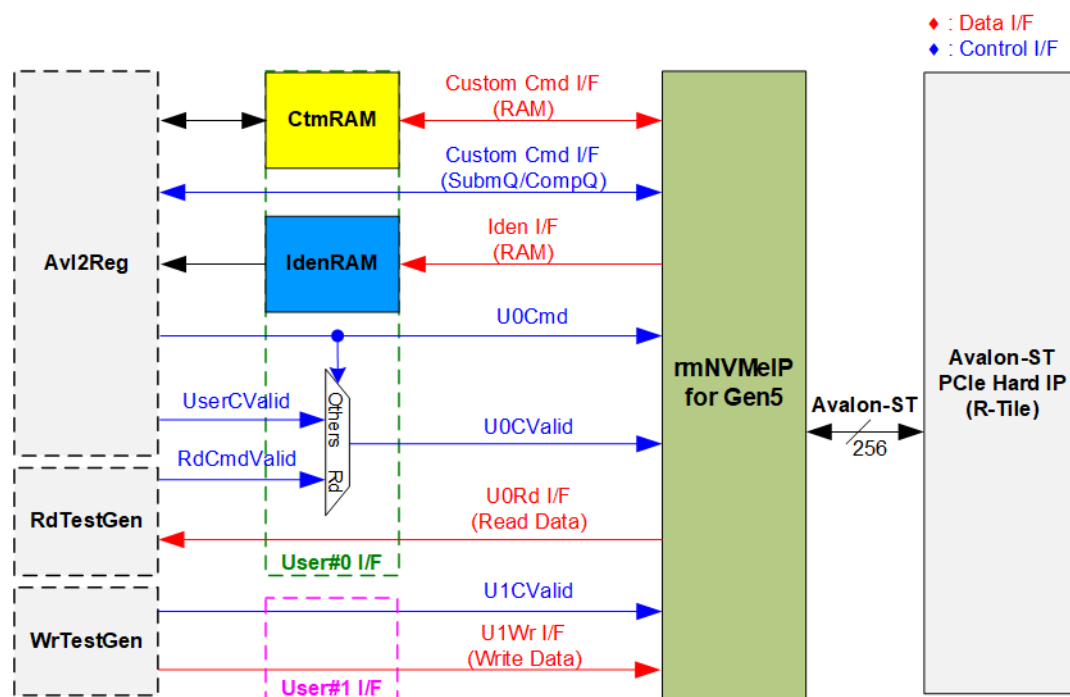 ♦ : Data I/F
♦ : Control I/F
CtmRAM
Custom Cmd I/F
(RAM)
Custom Cmd I/F
(SubmQ/CompQ)
Avl2Reg
IdenRAM
Iden I/F
(RAM)
U0Cmd
rmNVMeIP
for Gen5
Avalon-ST
PCIe Hard IP
(R-Tile)
Avalon-ST
256
UserCValid
Others
Rd
U0CValid
RdCmdValid
RdTestGen
U0Rd I/F
(Read Data)
User#0 I/F
U1CValid
WrTestGen
U1Wr I/F
(Write Data)
User#1 I/F